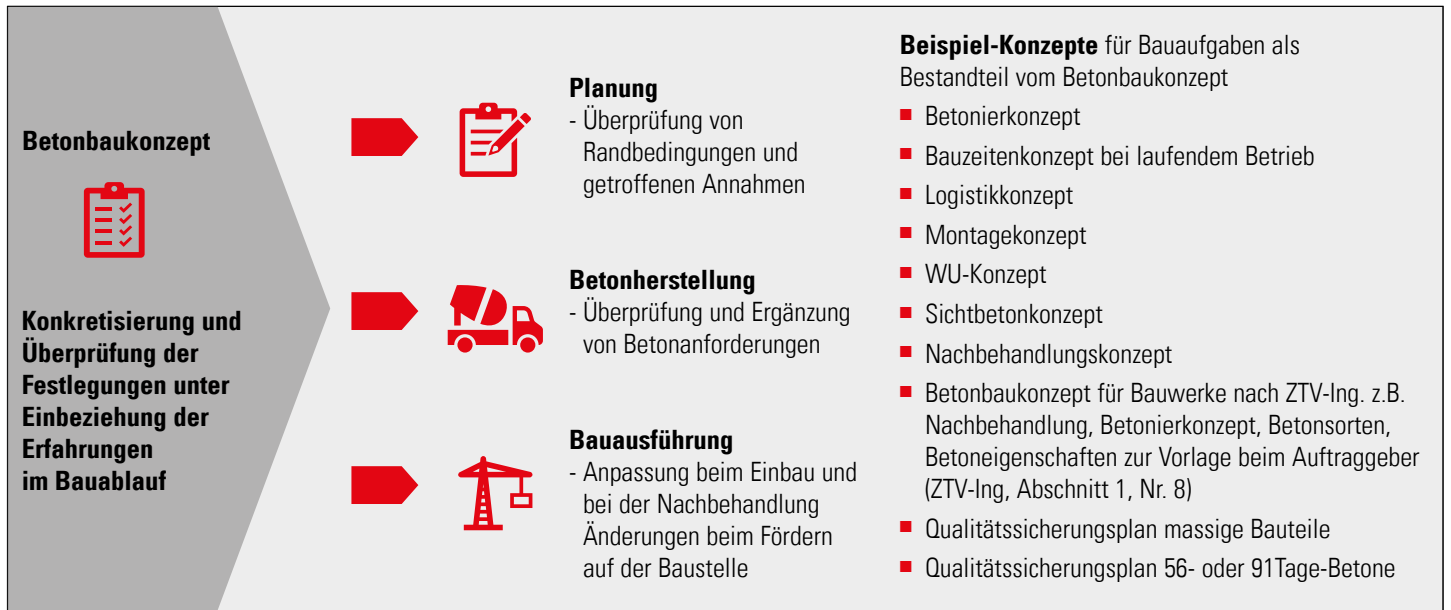 Betonbaukonzept
Konkretisierung und
Überprüfung der
Festlegungen unter
Einbeziehung der
Erfahrungen
im Bauablauf
Planung
- Überprüfung von
Randbedingungen und
getroffenen Annahmen
Betonherstellung
- Überprüfung und Ergänzung
von Betonanforderungen
Bauausführung
- Anpassung beim Einbau und
bei der Nachbehandlung
Änderungen beim Fördern
auf der Baustelle
Beispiel-Konzepte für Bauaufgaben als
Bestandteil vom Betonbaukonzept
■ Betonierkonzept
■ Bauzeitenkonzept bei laufendem Betrieb
■ Logistikkonzept
■ Montagekonzept
■ WU-Konzept
■ Sichtbetonkonzept
■ Nachbehandlungskonzept
■ Betonbaukonzept für Bauwerke nach ZTV-Ing. z.B.
Nachbehandlung, Betonierkonzept, Betonsorten,
Betoneigenschaften zur Vorlage beim Auftraggeber
(ZTV-Ing, Abschnitt 1, Nr. 8)
■ Qualitätssicherungsplan massige Bauteile
■ Qualitätssicherungsplan 56- oder 91Tage-Betone